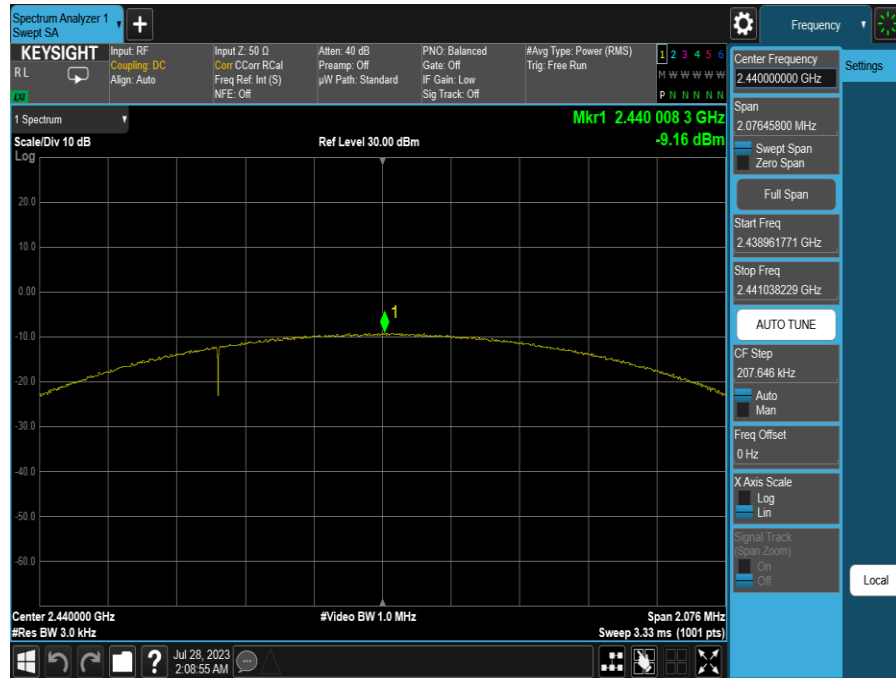 Spectrum Analyzer 1
Swept SA
+
Frequency
KEYSIGHT
R L
LXI
Input: RF
Coupling: DC
Align: Auto
Input Z: 50 Ω
Corr CCorr RCal
Freq Ref: Int (S)
NFE: Off
Atten: 40 dB
Preamp: Off
µW Path: Standard
PNO: Balanced
Gate: Off
IF Gain: Low
Sig Track: Off
#Avg Type: Power (RMS)
Trig: Free Run
1 2 3 4 5 6
M W W W W W
P N N N N N
1 Spectrum
Scale/Div 10 dB
Log
Ref Level 30.00 dBm
Mkr1 2.440 008 3 GHz
-9.16 dBm
20.0
10.0
0.00
-10.0
-20.0
-30.0
-40.0
-50.0
-60.0
1
Center 2.440000 GHz
#Res BW 3.0 kHz
#Video BW 1.0 MHz
Span 2.076 MHz
Sweep 3.33 ms (1001 pts)
Center Frequency
2.440000000 GHz
Settings
Span
2.07645800 MHz
Swept Span
Zero Span
Full Span
Start Freq
2.438961771 GHz
Stop Freq
2.441038229 GHz
AUTO TUNE
CF Step
207.646 kHz
Auto
Man
Freq Offset
0 Hz
X Axis Scale
Log
Lin
Signal Track
(Span Zoom)
On
Off
Local
?
Jul 28, 2023
2:08:55 AM